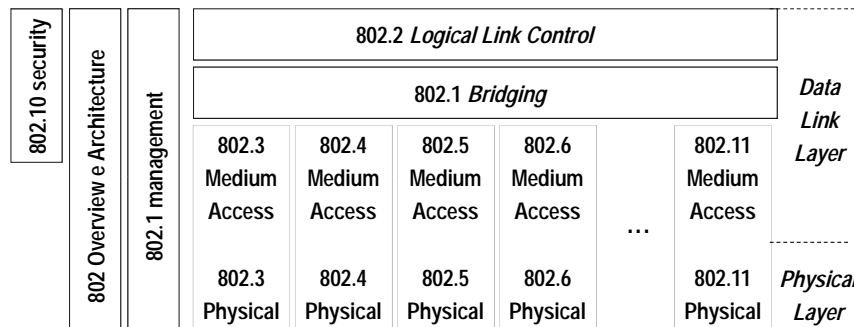 802.10 security
802 Overview e Architecture
802.1 management
802.2 Logical Link Control
802.1 Bridging
802.3
Medium
Access
802.4
Medium
Access
802.5
Medium
Access
802.6
Medium
Access
...
802.11
Medium
Access
Data
Link
Layer
802.3
Physical
802.4
Physical
802.5
Physical
802.6
Physical
802.11
Physical
Physical
Layer